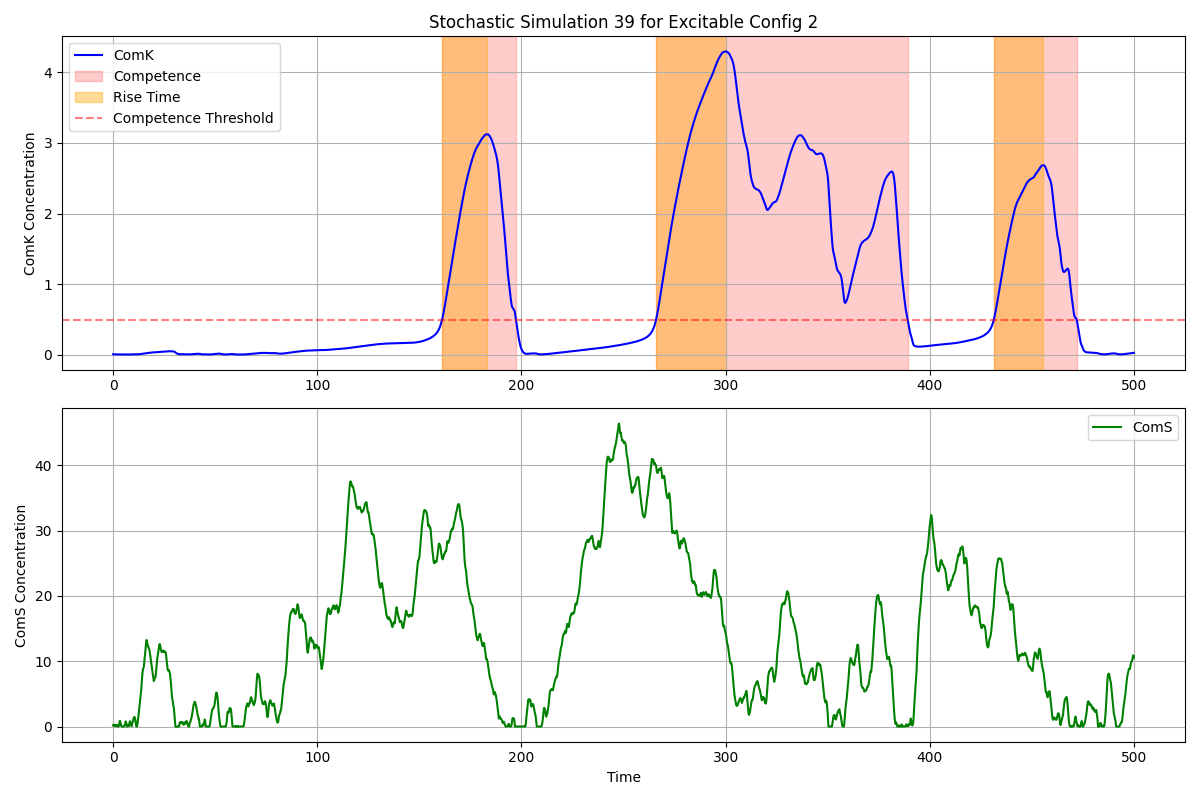 Stochastic Simulation 39 for Excitable Config 2
ComK
Competence
Rise Time
Competence Threshold
ComK Concentration
4
3
2
1
0
0 100 200 300 400 500
ComS
ComS Concentration
40
30
20
10
0
0 100 200 300 400 500
Time